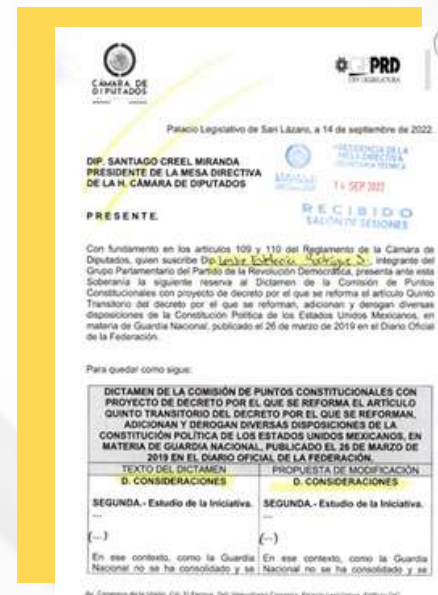 CÁMARA DE
DIPUTADOS
PRD
Palacio Legislativo de San Lázaro, a 14 de septiembre de 2022.
DIP. SANTIAGO CREEL MIRANDA
PRESIDENTE DE LA MESA DIRECTIVA
DE LA H. CÁMARA DE DIPUTADOS
PRESIDENCIA DE LA
MESA DIRECTIVA
SECRETARÍA TÉCNICA
14 SEP 2022
RECIBIDO
SALÓN DE SESIONES
PRESENTE.
Con fundamento en los artículos 109 y 110 del Reglamento de la Cámara de
Diputados, quien suscribe Dip. Leslie Estefanía Rodríguez S., integrante del
Grupo Parlamentario del Partido de la Revolución Democrática, presenta ante esta
Soberanía la siguiente reserva al Dictamen de la Comisión de Puntos
Constitucionales con proyecto de decreto por el que se reforma el artículo Quinto
Transitorio del decreto por el que se reforman, adicionan y derogan diversas
disposiciones de la Constitución Política de los Estados Unidos Mexicanos, en
materia de Guardia Nacional, publicado el 26 de marzo de 2019 en el Diario Oficial
de la Federación.
Para quedar como sigue:
DICTAMEN DE LA COMISIÓN DE PUNTOS CONSTITUCIONALES CON
PROYECTO DE DECRETO POR EL QUE SE REFORMA EL ARTÍCULO
QUINTO TRANSITORIO DEL DECRETO POR EL QUE SE REFORMAN,
ADICIONAN Y DEROGAN DIVERSAS DISPOSICIONES DE LA
CONSTITUCIÓN POLÍTICA DE LOS ESTADOS UNIDOS MEXICANOS, EN
MATERIA DE GUARDIA NACIONAL, PUBLICADO EL 26 DE MARZO DE
2019 EN EL DIARIO OFICIAL DE LA FEDERACIÓN.
TEXTO DEL DICTAMEN
D. CONSIDERACIONES
SEGUNDA.- Estudio de la Iniciativa.
...
(...)
En ese contexto, como la Guardia
Nacional no se ha consolidado y se
PROPUESTA DE MODIFICACIÓN
D. CONSIDERACIONES
SEGUNDA.- Estudio de la Iniciativa.
...
(...)
En ese contexto, como la Guardia
Nacional no se ha consolidado y se